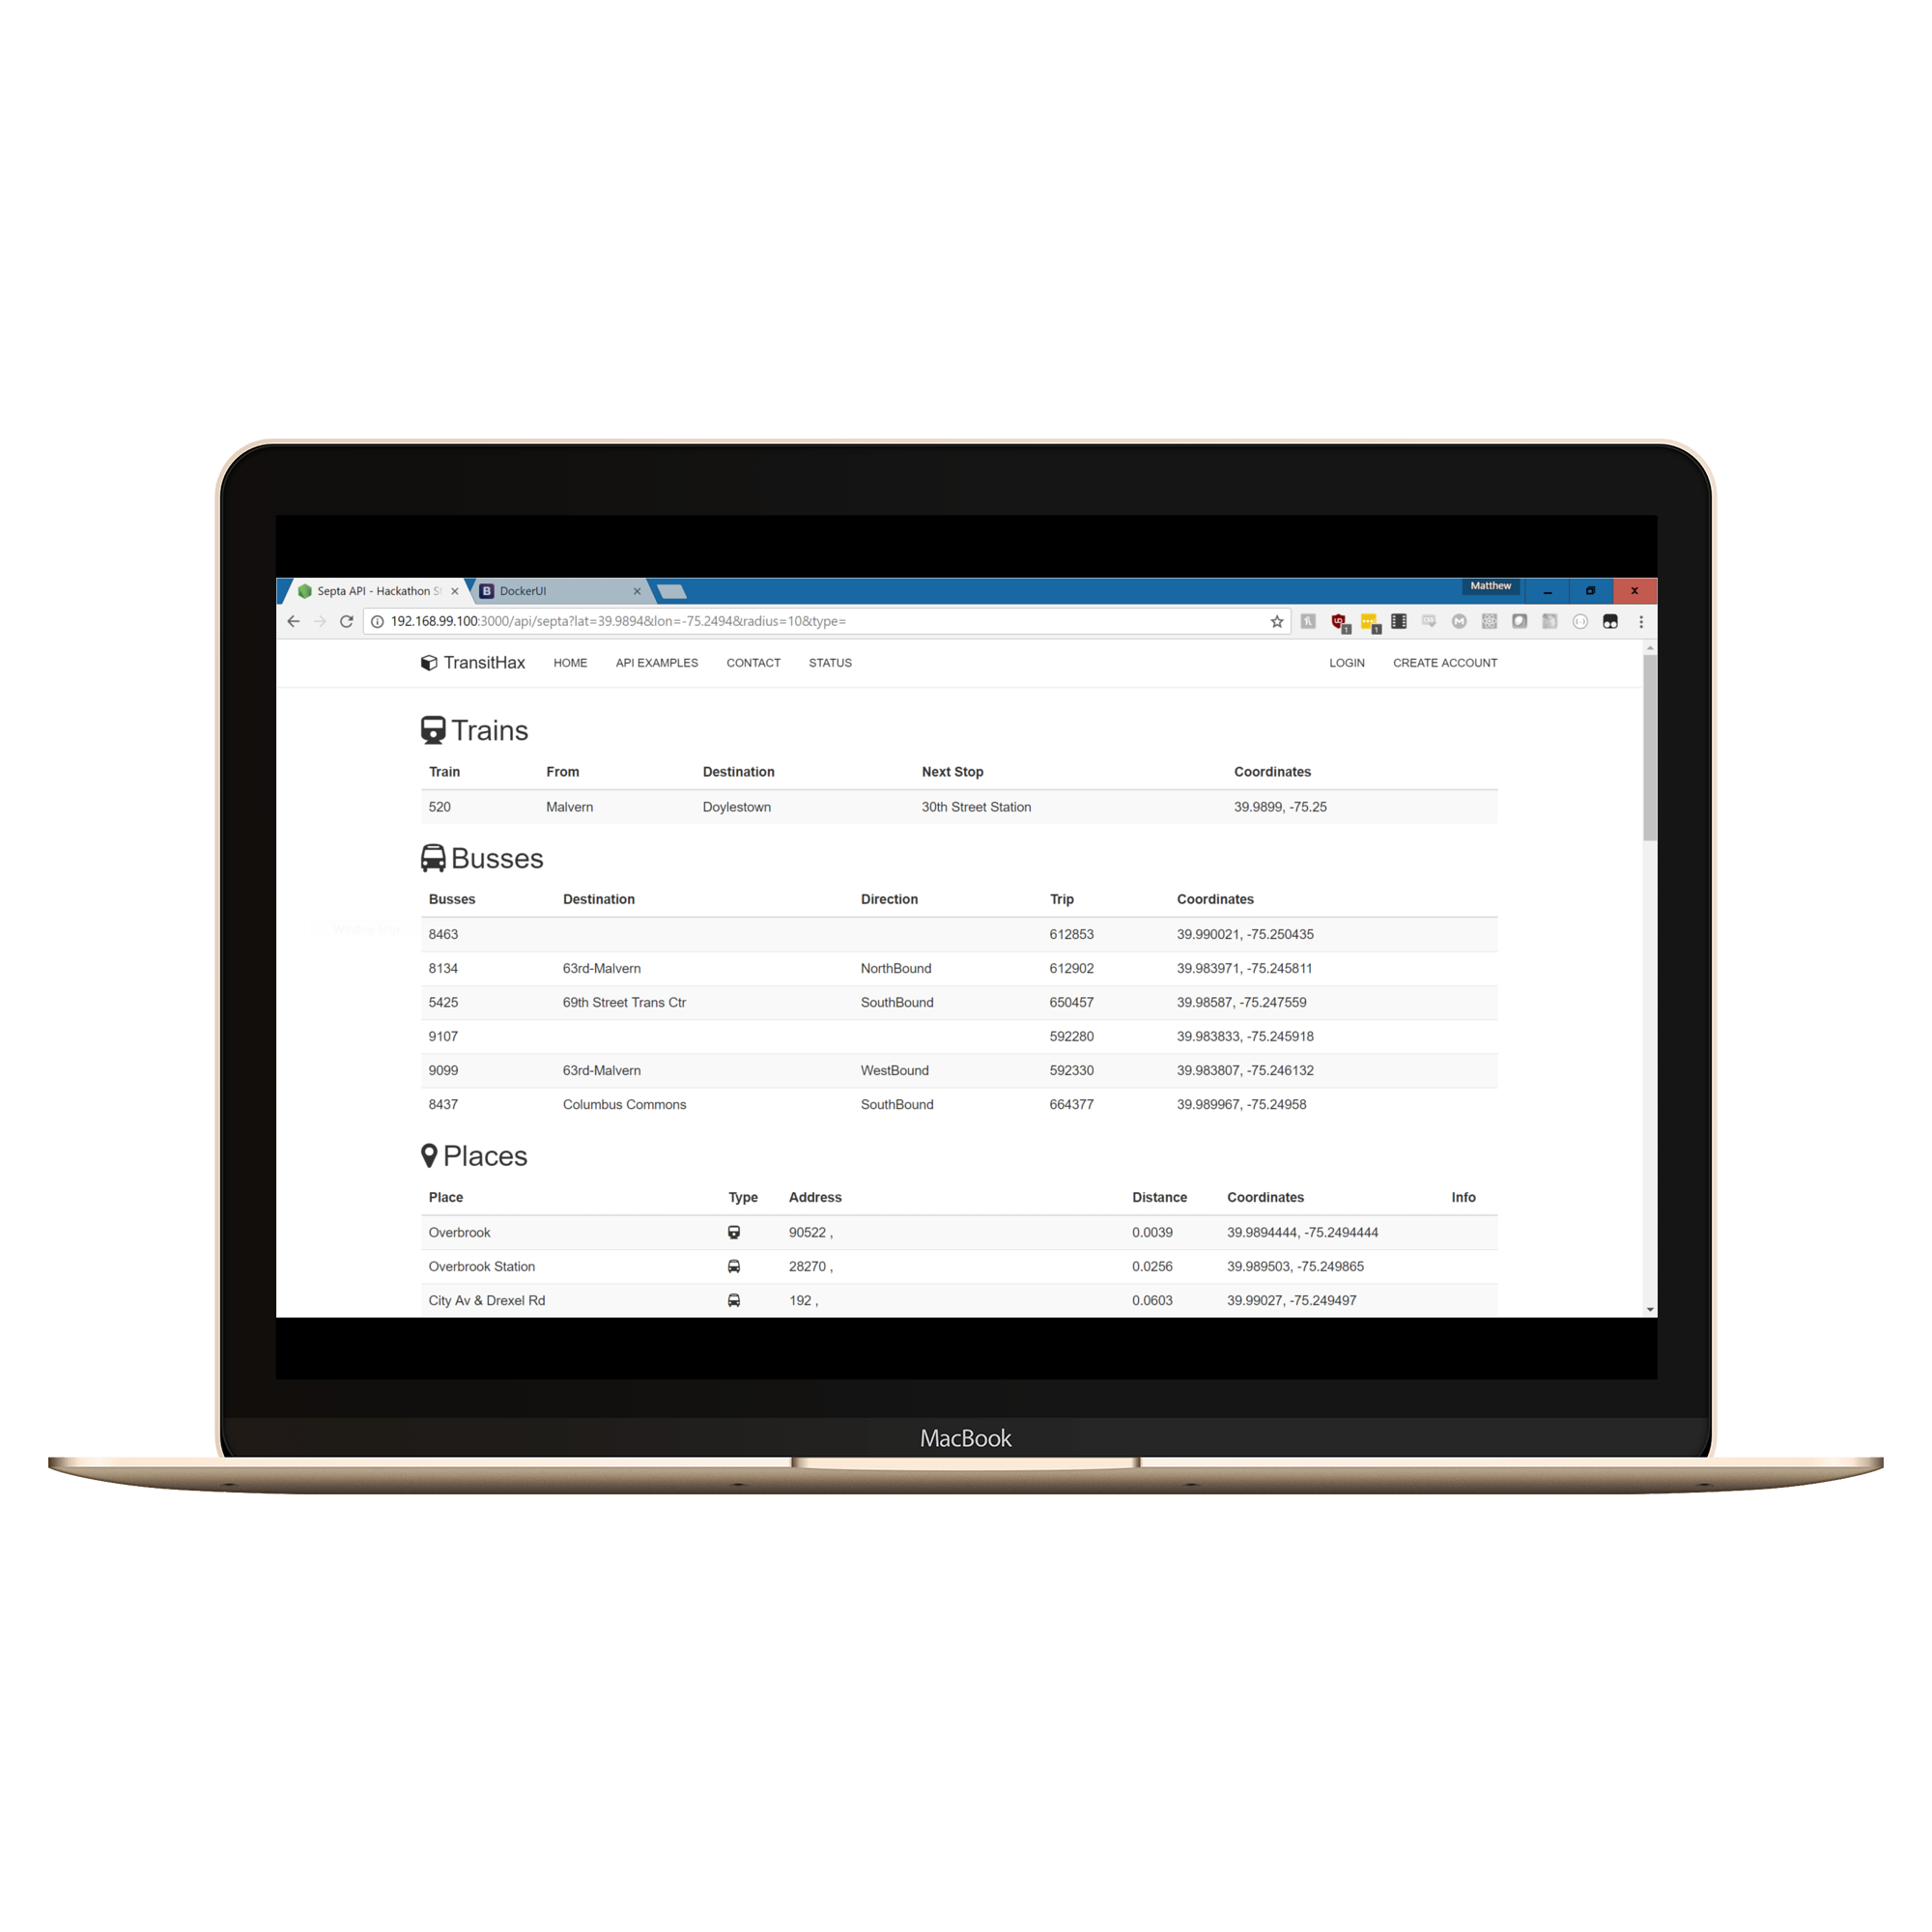 Septa API - Hackathon S
DockerUI
Matthew
192.168.99.100:3000/api/septa?lat=39.9894&lon=-75.2494&radius=10&type=
TransitHax HOME API EXAMPLES CONTACT STATUS LOGIN CREATE ACCOUNT
Trains
Train From Destination Next Stop Coordinates
520 Malvern Doylestown 30th Street Station 39.9899, -75.25
Busses
Busses Destination Direction Trip Coordinates
8463 612853 39.990021, -75.250435
8134 63rd-Malvern NorthBound 612902 39.983971, -75.245811
5425 69th Street Trans Ctr SouthBound 650457 39.98587, -75.247559
9107 592280 39.983833, -75.245918
9099 63rd-Malvern WestBound 592330 39.983807, -75.246132
8437 Columbus Commons SouthBound 664377 39.989967, -75.24958
Places
Place Type Address Distance Coordinates Info
Overbrook 90522 , 0.0039 39.9894444, -75.2494444
Overbrook Station 28270 , 0.0256 39.989503, -75.249865
City Av & Drexel Rd 192 , 0.0603 39.99027, -75.249497
MacBook